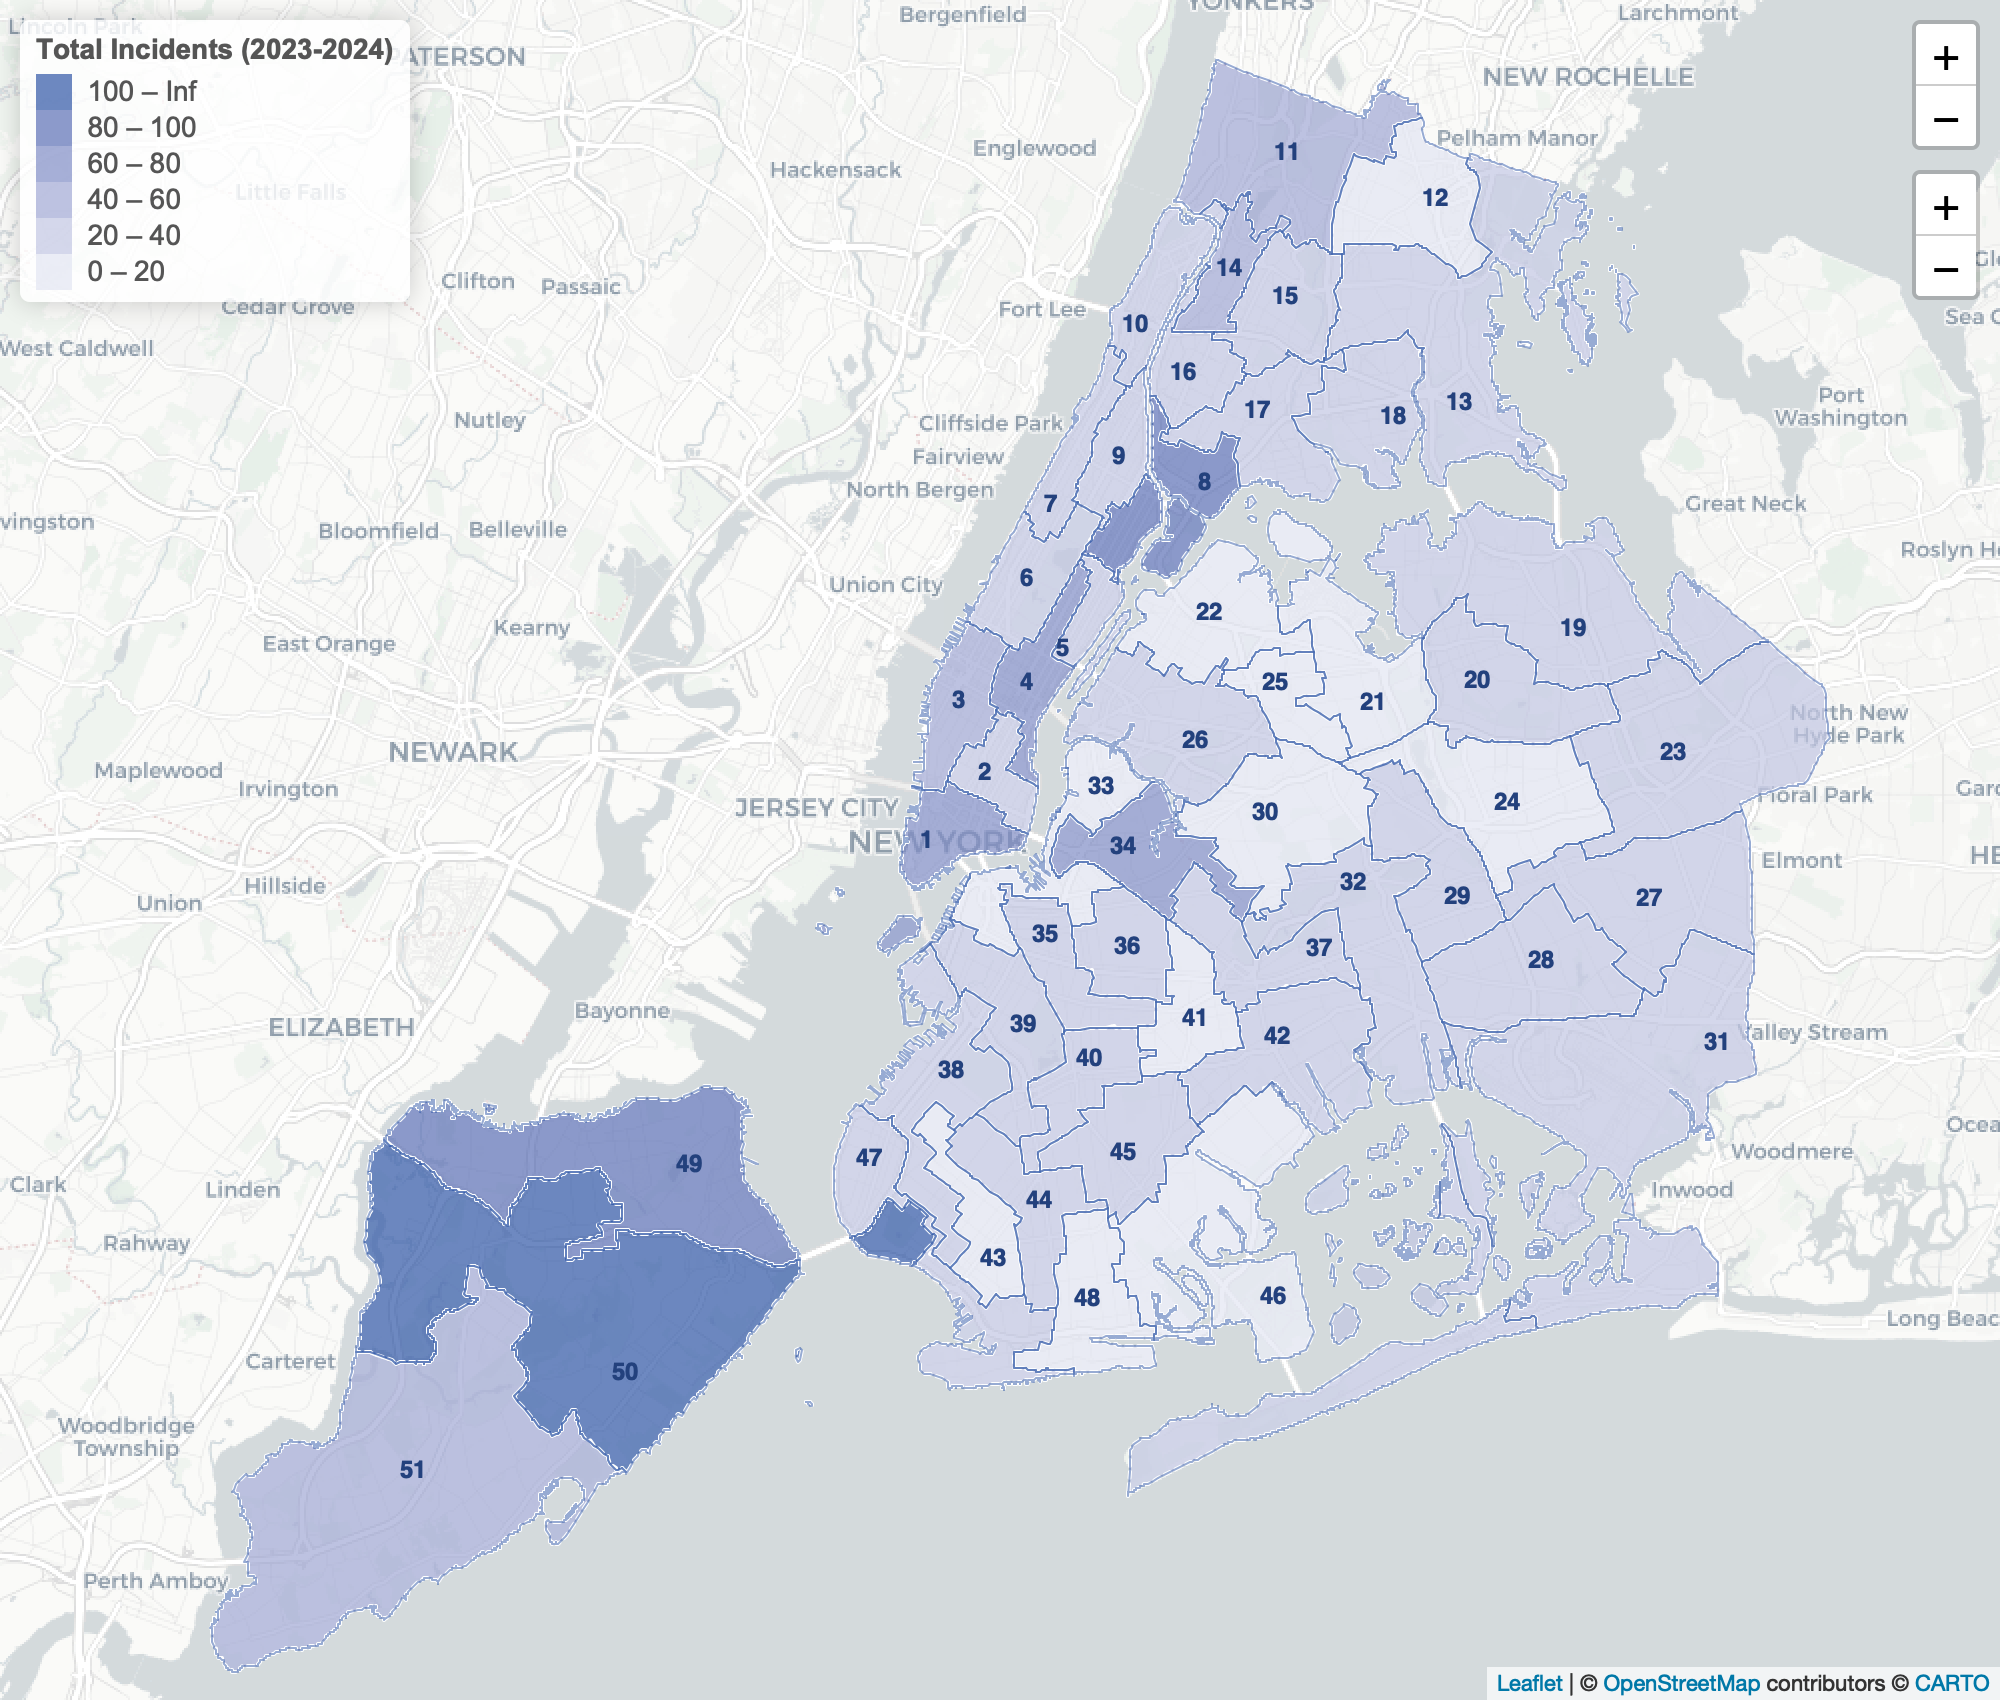 Total Incidents (2023-2024)
100 – Inf
80 – 100
60 – 80
40 – 60
20 – 40
0 – 20
Lincoln Park
PATERSON
Little Falls
Cedar Grove
West Caldwell
Clifton
Passaic
Nutley
Bloomfield
Belleville
East Orange
Kearny
NEWARK
Maplewood
Irvington
Hillside
Union
ELIZABETH
Bayonne
Clark
Linden
Rahway
Carteret
Woodbridge
Township
Perth Amboy
Bergenfield
YONKERS
Larchmont
NEW ROCHELLE
Pelham Manor
Englewood
Hackensack
Fort Lee
Cliffside Park
Fairview
North Bergen
Union City
JERSEY CITY
NEW YORK
Port
Washington
Great Neck
Roslyn He
Sea C
Gle
vington
North New
Hyde Park
Floral Park
Gard
Elmont
HE
Valley Stream
Woodmere
Ocea
Inwood
Long Beac
+
−
+
−
11
12
14
15
10
16
17
18
13
9
8
7
6
22
19
5
4
25
20
21
3
26
23
2
33
30
24
1
34
32
29
27
35
36
37
28
39
41
42
31
40
38
47
45
49
44
43
48
46
50
51
Leaflet | © OpenStreetMap contributors © CARTO